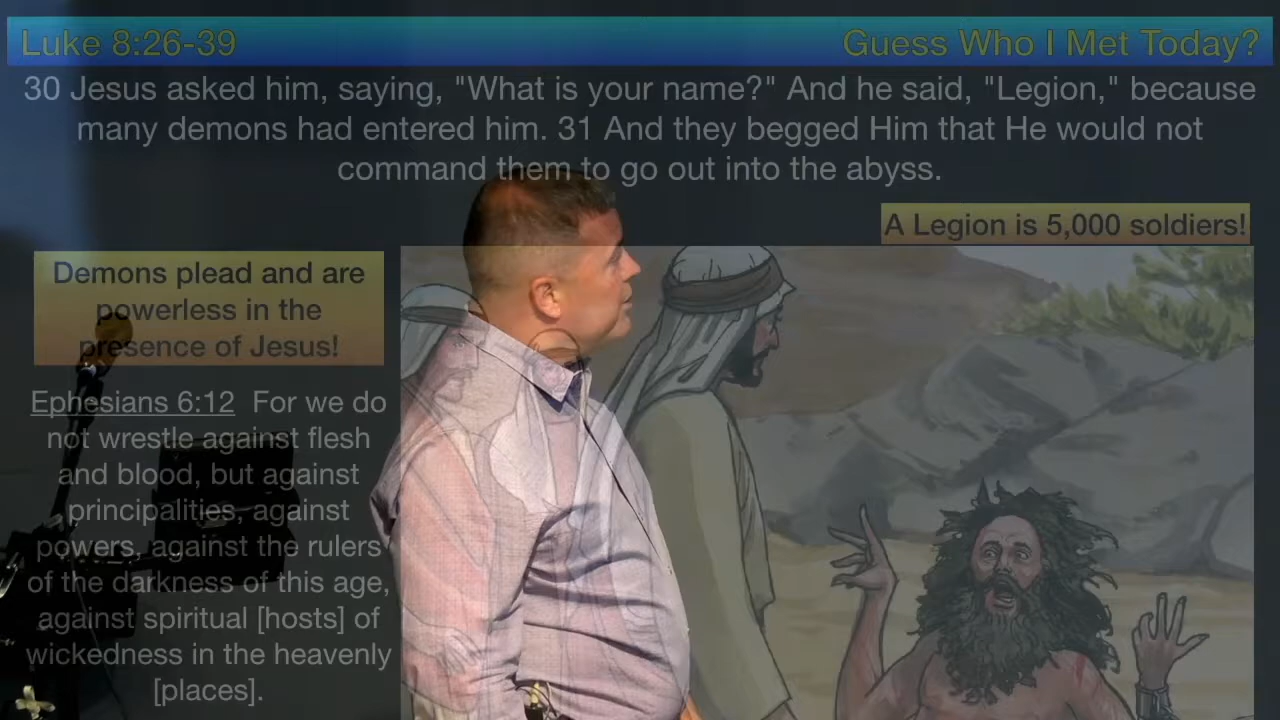 Luke 8:26-39
Guess Who I Met Today?
30 Jesus asked him, saying, "What is your name?" And he said, "Legion," because
many demons had entered him. 31 And they begged Him that He would not
command them to go out into the abyss.
A Legion is 5,000 soldiers!
Demons plead and are
powerless in the
presence of Jesus!
Ephesians 6:12 For we do
not wrestle against flesh
and blood, but against
principalities, against
powers, against the rulers
of the darkness of this age,
against spiritual [hosts] of
wickedness in the heavenly
[places].